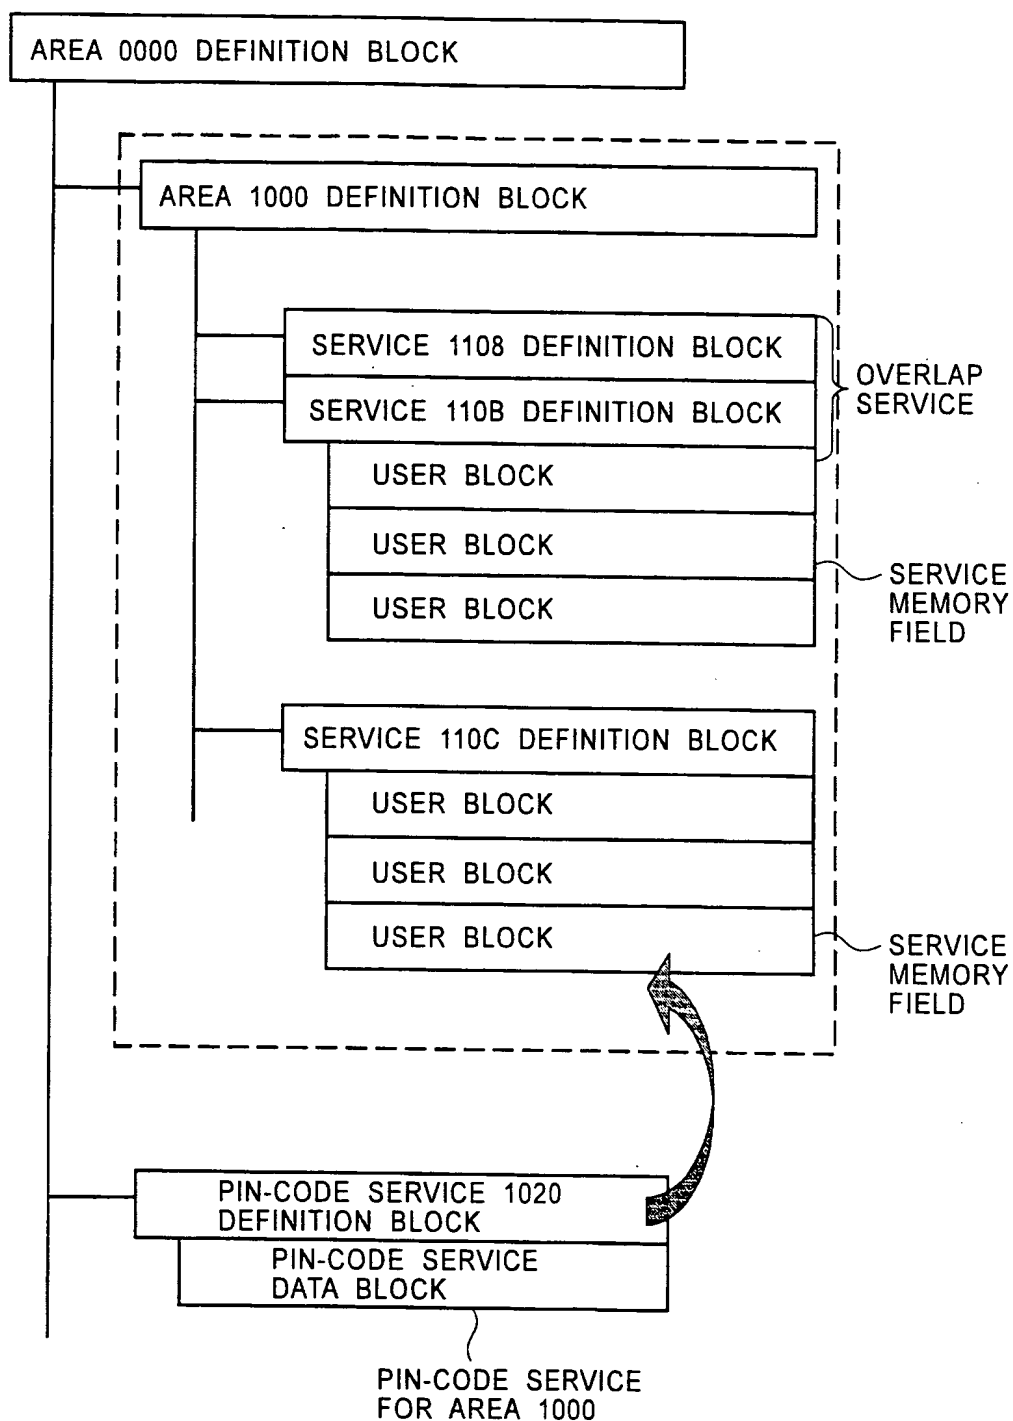 AREA 0000 DEFINITION BLOCK
AREA 1000 DEFINITION BLOCK
SERVICE 1108 DEFINITION BLOCK
SERVICE 110B DEFINITION BLOCK
OVERLAP
SERVICE
USER BLOCK
USER BLOCK
USER BLOCK
SERVICE
MEMORY
FIELD
SERVICE 110C DEFINITION BLOCK
USER BLOCK
USER BLOCK
USER BLOCK
SERVICE
MEMORY
FIELD
PIN-CODE SERVICE 1020
DEFINITION BLOCK
PIN-CODE SERVICE
DATA BLOCK
PIN-CODE SERVICE
FOR AREA 1000